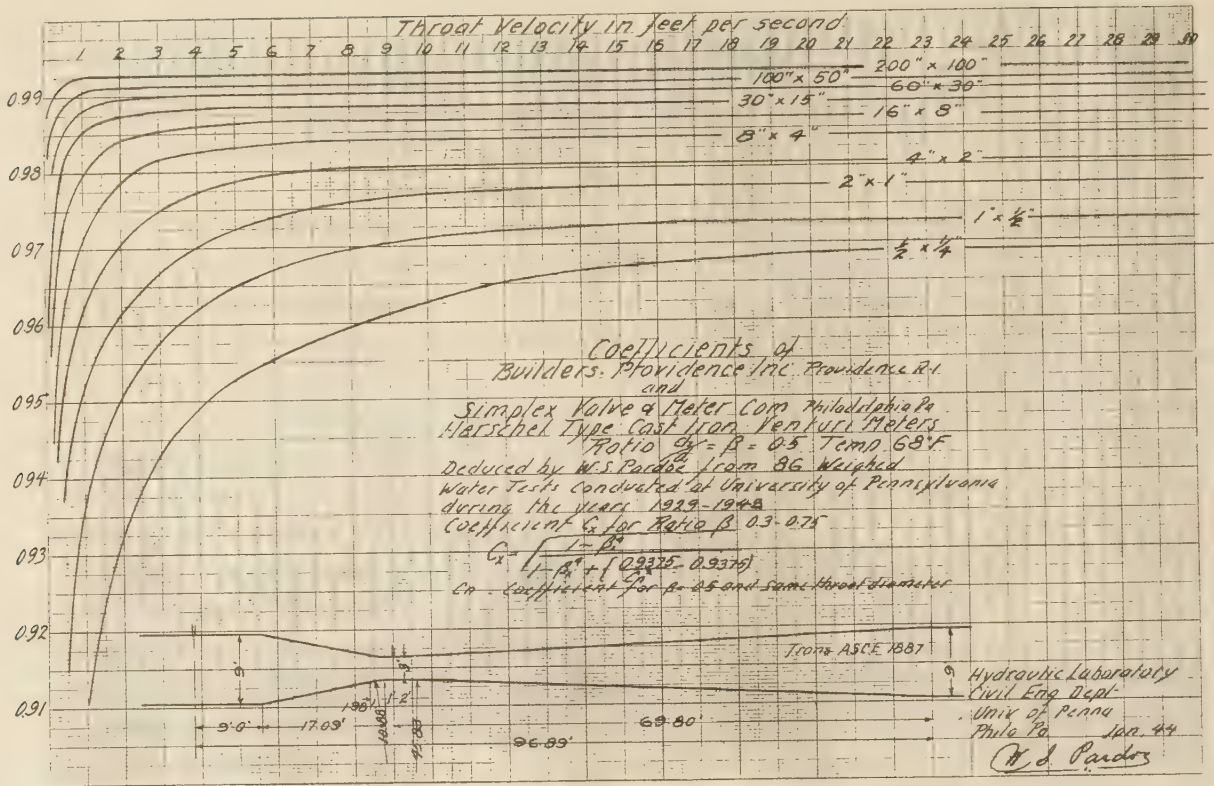 Throat Velocity in feet per second
1 2 3 4 5 6 7 8 9 10 11 12 13 14 15 16 17 18 19 20 21 22 23 24 25 26 27 28 29 30
200" x 100"
100" x 50"
60" x 30"
0.99
30" x 15"
16" x 8"
8" x 4"
4" x 2"
0.98
2" x 1"
1" x 1/2"
0.97
1/2" x 1/4"
0.96
Coefficients of
Builders-Providence Inc Providence R.I.
and
0.95
Simplex Valve & Meter Com Philadelphia Pa
Herschel Type Cast Iron Venturi Meters
Ratio = β = 0.5 Temp 68°F
0.94
Deduced by W.S. Pardoe from 86 Weighed
Water Tests Conducted at University of Pennsylvania
during the years 1929-1943
Coefficient Cx for Ratio β 0.3-0.75
0.93
Cn = Coefficient for β = 0.5 and same throat diameter
0.92
Trans ASCE 1887
9'
9'
Hydraulic Laboratory
Civil Eng Dept
0.91
Univ of Penna
9'-0" 17.09' 69.80'
Phila Pa Jan. 44
96.89'
W S Pardoe